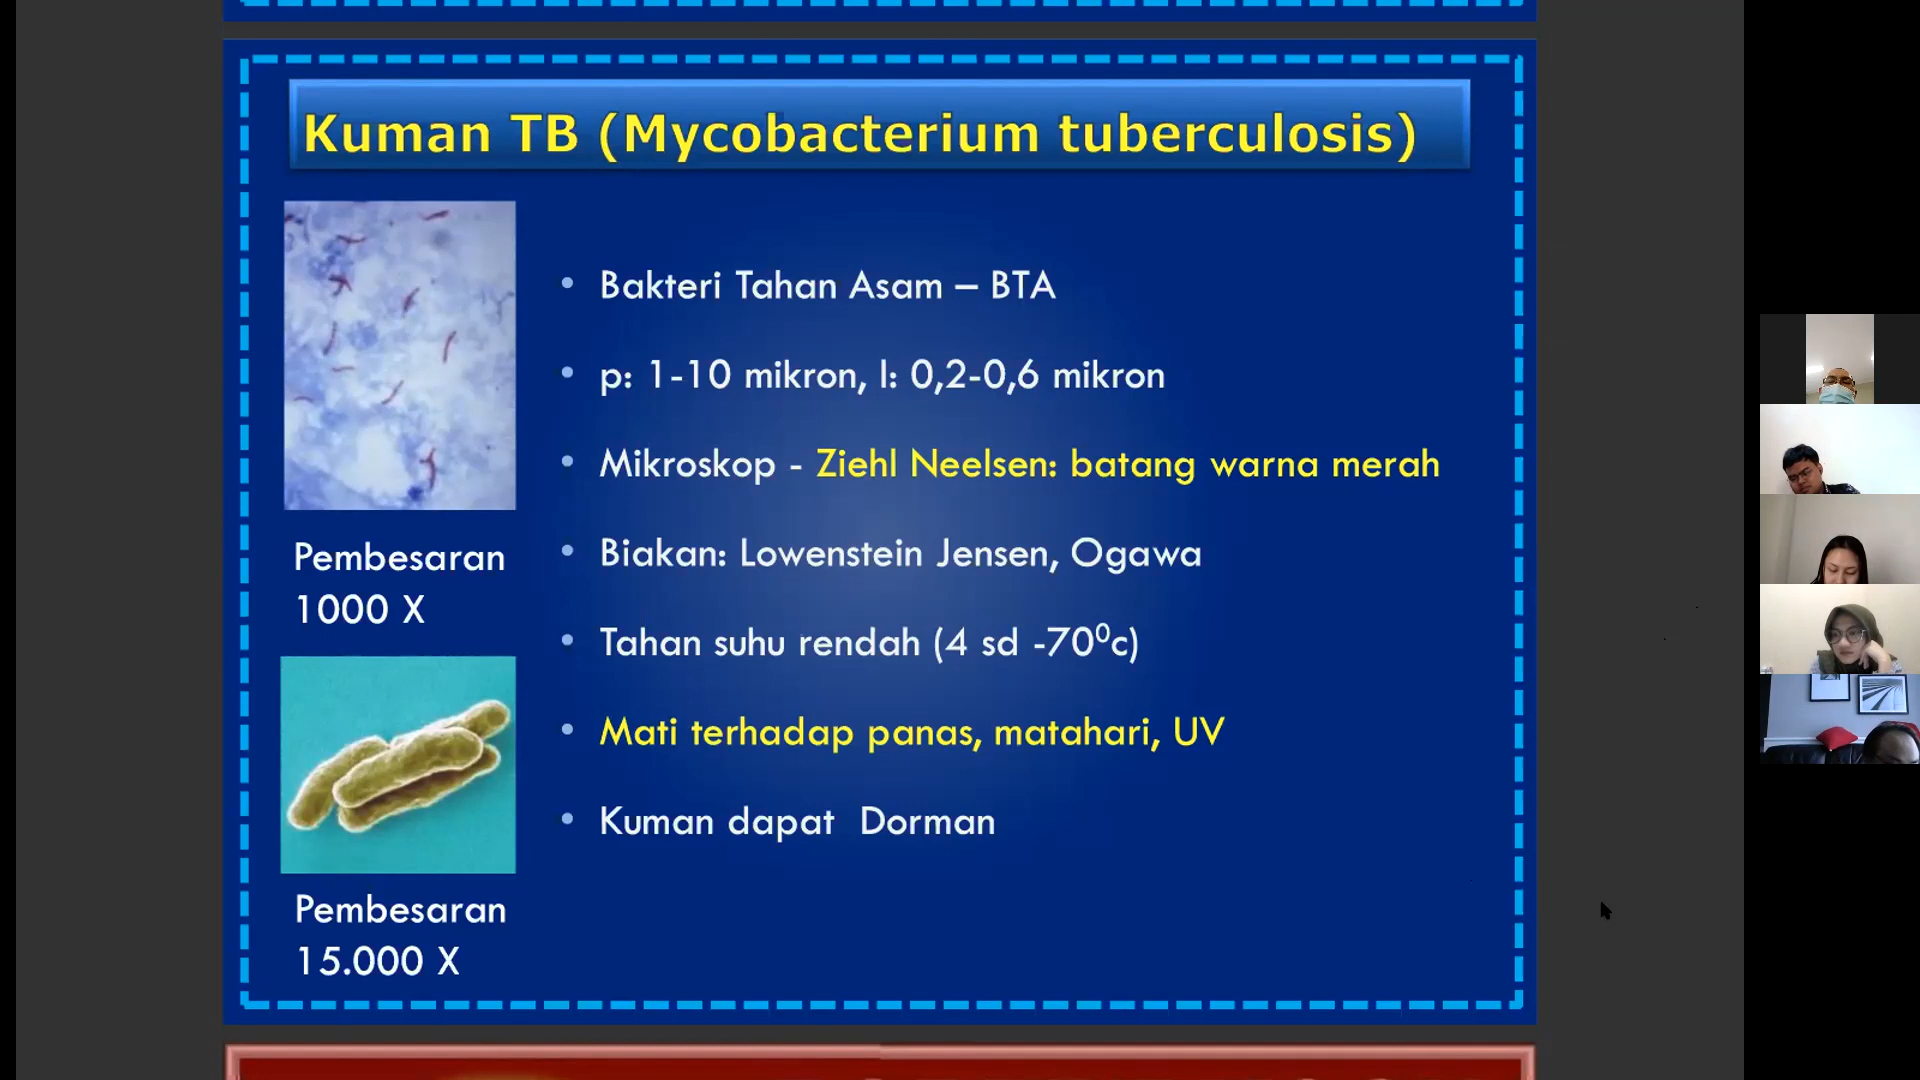 Kuman TB (Mycobacterium tuberculosis)
• Bakteri Tahan Asam – BTA
• p: 1-10 mikron, l: 0,2-0,6 mikron
• Mikroskop - Ziehl Neelsen: batang warna merah
• Biakan: Lowenstein Jensen, Ogawa
• Tahan suhu rendah (4 sd -70⁰c)
• Mati terhadap panas, matahari, UV
• Kuman dapat  Dorman
Pembesaran
1000 X
Pembesaran
15.000 X